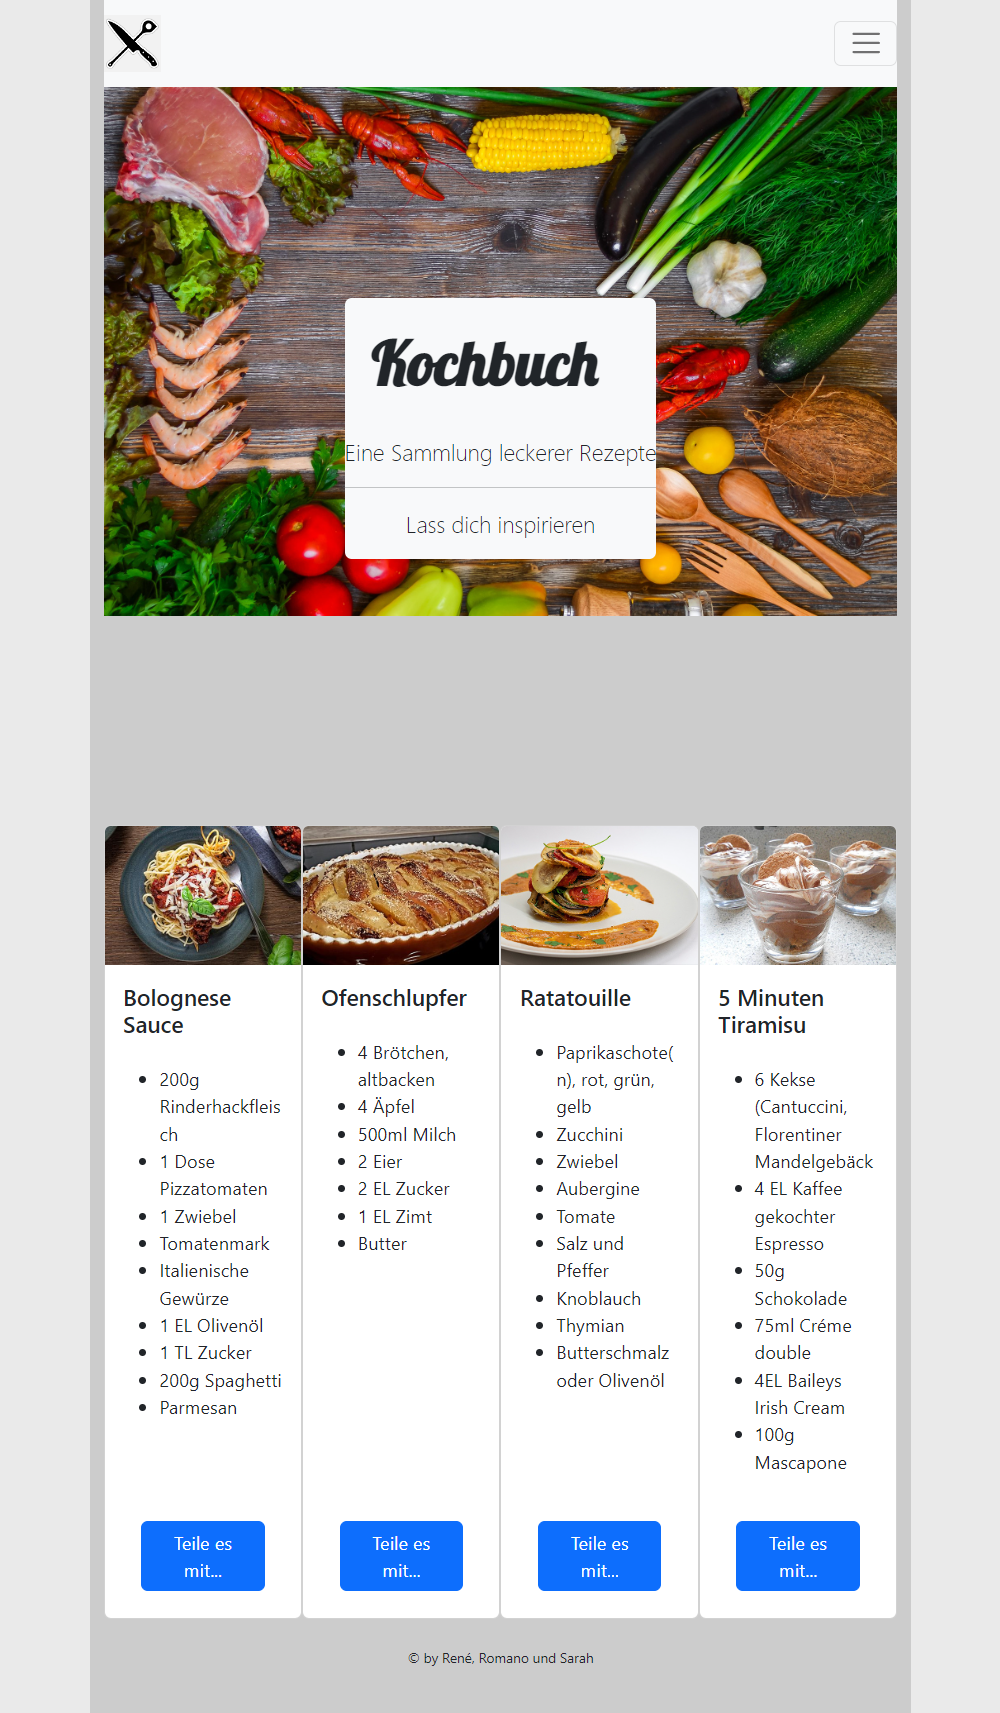 Kochbuch
Eine Sammlung leckerer Rezepte
Lass dich inspirieren
Bolognese
Sauce
200g
Rinderhackfleis
ch
1 Dose
Pizzatomaten
1 Zwiebel
Tomatenmark
Italienische
Gewürze
1 EL Olivenöl
1 TL Zucker
200g Spaghetti
Parmesan
Teile es
mit...
Ofenschlupfer
4 Brötchen,
altbacken
4 Äpfel
500ml Milch
2 Eier
2 EL Zucker
1 EL Zimt
Butter
Teile es
mit...
Ratatouille
Paprikaschote(
n), rot, grün,
gelb
Zucchini
Zwiebel
Aubergine
Tomate
Salz und
Pfeffer
Knoblauch
Thymian
Butterschmalz
oder Olivenöl
Teile es
mit...
5 Minuten
Tiramisu
6 Kekse
(Cantuccini,
Florentiner
Mandelgebäck
4 EL Kaffee
gekochter
Espresso
50g
Schokolade
75ml Créme
double
4EL Baileys
Irish Cream
100g
Mascapone
Teile es
mit...
© by René, Romano und Sarah